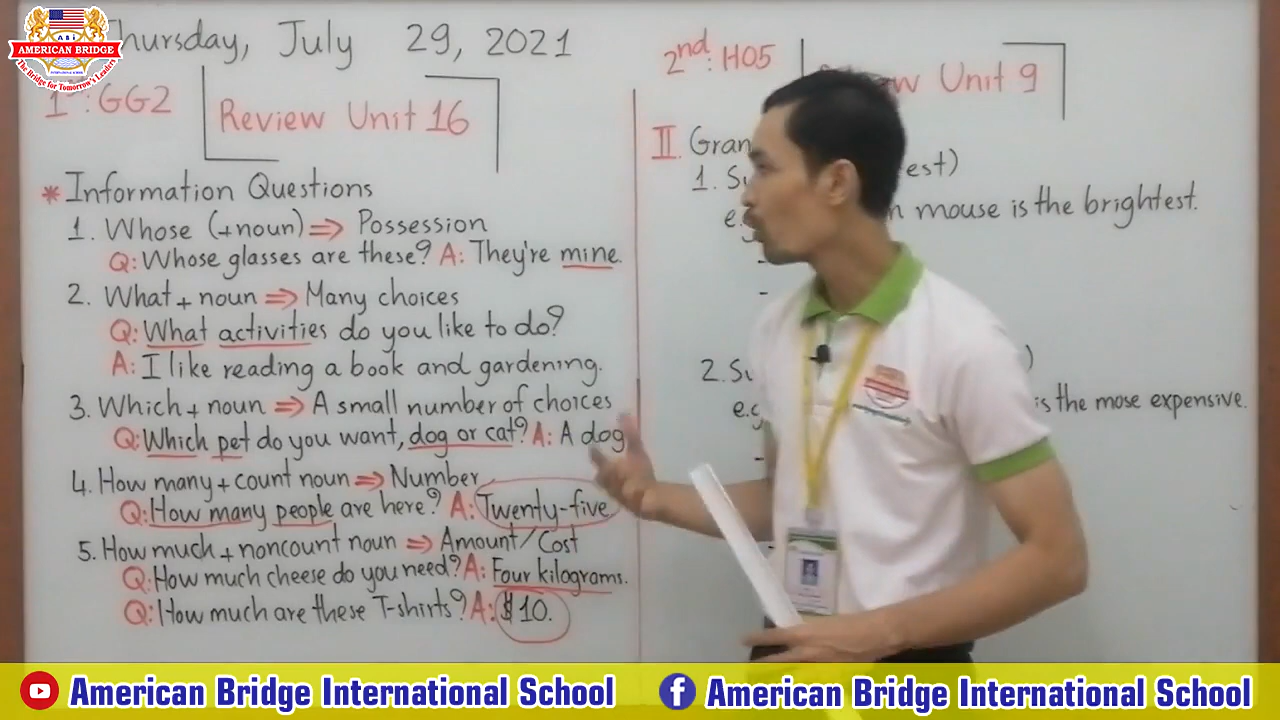 Thursday, July 29, 2021
ABi
AMERICAN BRIDGE
INTERNATIONAL SCHOOL
The Bridge for Tomorrow's Leaders
1st: GG2
Review Unit 16
* Information Questions
1. Whose (+noun) => Possession
Q: Whose glasses are these? A: They're mine.
2. What + noun => Many choices
Q: What activities do you like to do?
A: I like reading a book and gardening.
3. Which + noun => A small number of choices
Q: Which pet do you want, dog or cat? A: A dog
4. How many + count noun => Number
Q: How many people are here? A: Twenty-five
5. How much + noncount noun => Amount/Cost
Q: How much cheese do you need? A: Four kilograms.
Q: How much are these T-shirts? A: $10.
2nd: H05
Unit 9
II. Gran
1. Su est)
e.g mouse is the brightest.
-
-
2. Su )
e.g is the mose expensive.
-
American Bridge International School
American Bridge International School